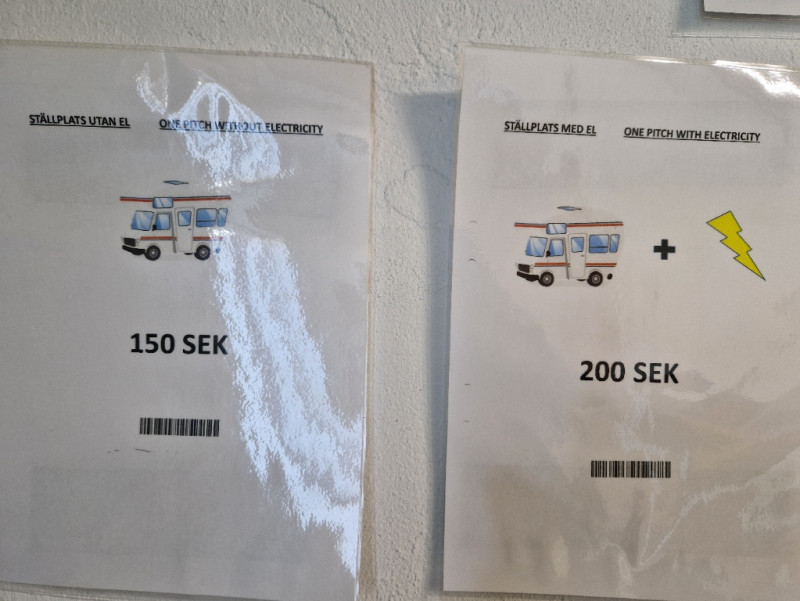 STÄLLPLATS UTAN EL ONE PITCH WITHOUT ELECTRICITY
150 SEK
STÄLLPLATS MED EL ONE PITCH WITH ELECTRICITY
+
200 SEK